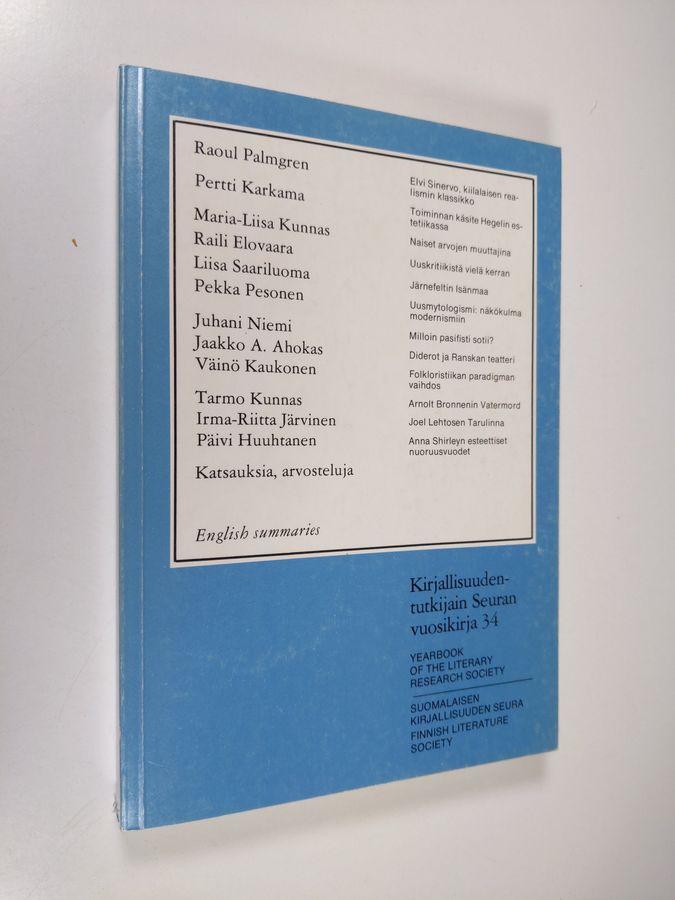 Raoul Palmgren
Elvi Sinervo, kiilalaisen rea-
lismin klassikko
Pertti Karkama
Toiminnan käsite Hegelin es-
tetiikassa
Maria-Liisa Kunnas
Naiset arvojen muuttajina
Raili Elovaara
Uuskritiikistä vielä kerran
Liisa Saariluoma
Järnefeltin Isänmaa
Pekka Pesonen
Uusmytologismi: näkökulma
modernismiin
Juhani Niemi
Milloin pasifisti sotii?
Jaakko A. Ahokas
Diderot ja Ranskan teatteri
Väinö Kaukonen
Folkloristiikan paradigman
vaihdos
Tarmo Kunnas
Arnolt Bronnenin Vatermord
Irma-Riitta Järvinen
Joel Lehtosen Tarulinna
Päivi Huuhtanen
Anna Shirleyn esteettiset
nuoruusvuodet
Katsauksia, arvosteluja
English summaries
Kirjallisuuden-
tutkijain Seuran
vuosikirja 34
YEARBOOK
OF THE LITERARY
RESEARCH SOCIETY
SUOMALAISEN
KIRJALLISUUDEN SEURA
FINNISH LITERATURE
SOCIETY